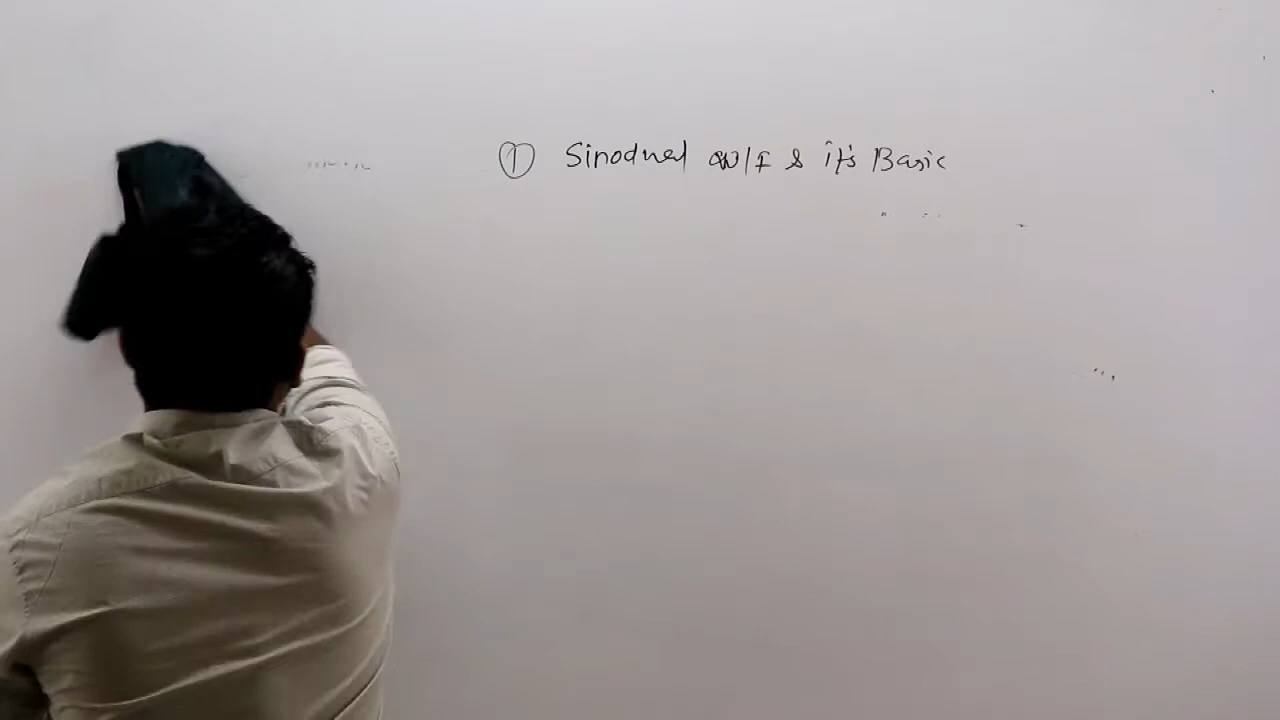 ① Sinodual w/f & it's Basic